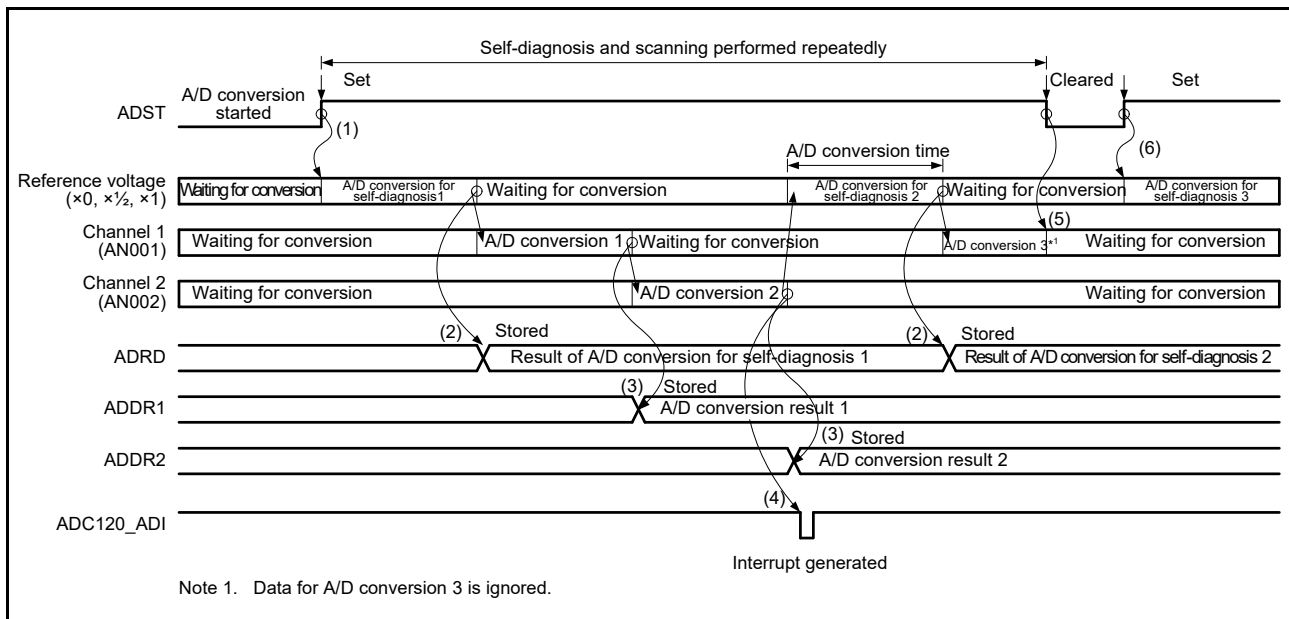 Self-diagnosis and scanning performed repeatedly
Set
Cleared
Set
A/D conversion
started
ADST
(1)
(6)
A/D conversion time
Reference voltage
(×0, ×½, ×1)
Waiting for conversion
A/D conversion for
self-diagnosis1
Waiting for conversion
A/D conversion for
self-diagnosis 2
Waiting for conversion
A/D conversion for
self-diagnosis 3
(5)
Channel 1
(AN001)
Waiting for conversion
A/D conversion 1
Waiting for conversion
A/D conversion 3*1
Waiting for conversion
Channel 2
(AN002)
Waiting for conversion
A/D conversion 2
Waiting for conversion
(2)
Stored
(2)
Stored
ADRD
Result of A/D conversion for self-diagnosis 1
Result of A/D conversion for self-diagnosis 2
(3)
Stored
ADDR1
A/D conversion result 1
(3)
Stored
ADDR2
A/D conversion result 2
(4)
ADC120_ADI
Interrupt generated
Note 1. Data for A/D conversion 3 is ignored.